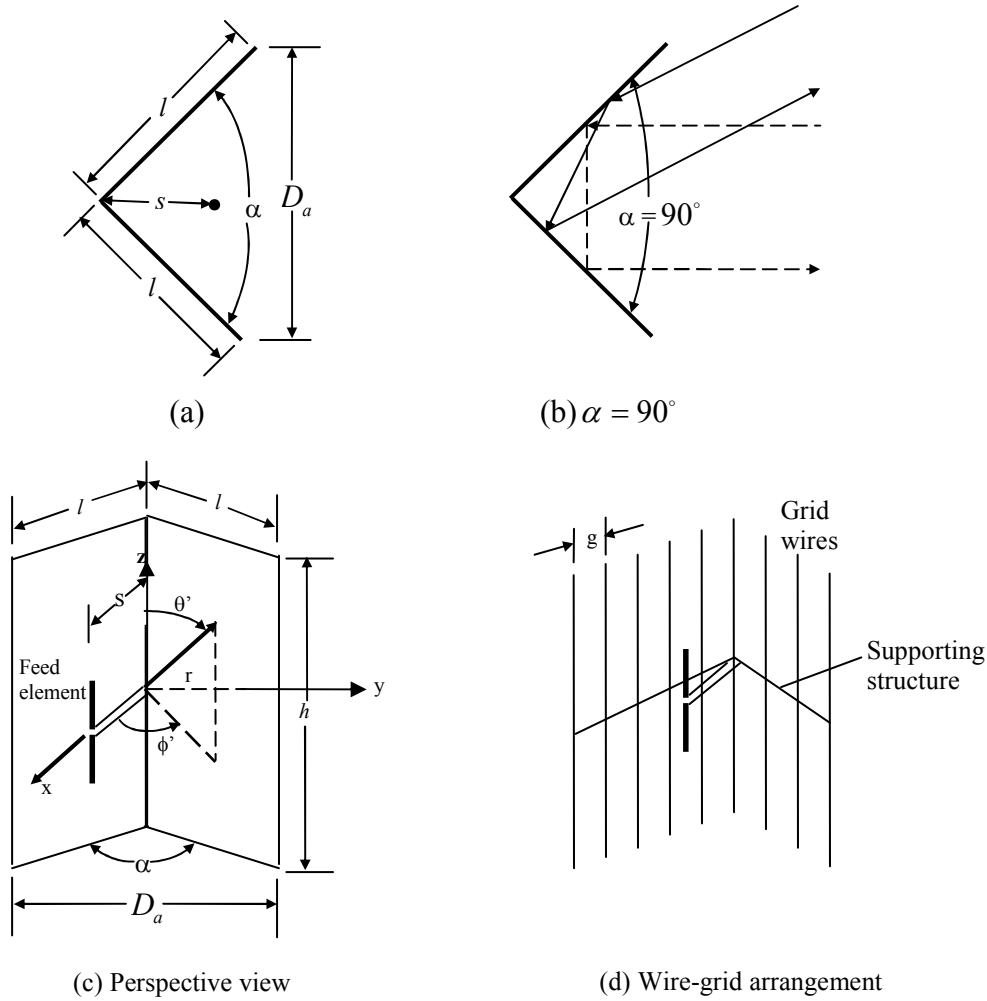 l
s
α
D_a
l
(a)
α = 90°
(b) α = 90°
l
l
z
S
θ'
Feed
element
r
y
h
ϕ'
x
α
D_a
(c) Perspective view
g
Grid
wires
Supporting
structure
(d) Wire-grid arrangement